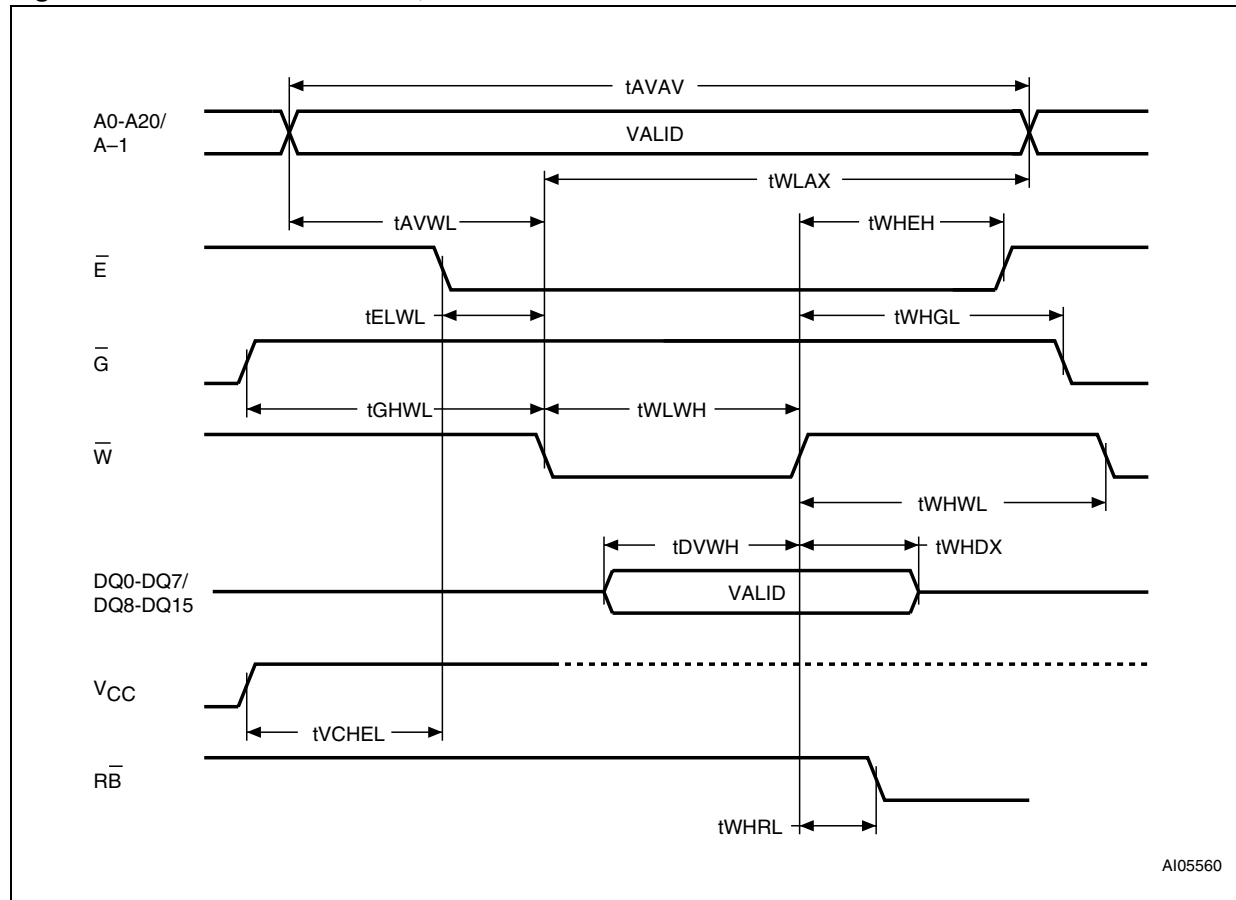 tAVAV
A0-A20/
A–1
VALID
tWLAX
tAVWL
tWHEH
E̅
tELWL
tWHGL
G̅
tGHWL
tWLWH
W̅
tWHWL
tDVWH
tWHDX
DQ0-DQ7/
DQ8-DQ15
VALID
VCC
tVCHEL
RB̅
tWHRL
AI05560